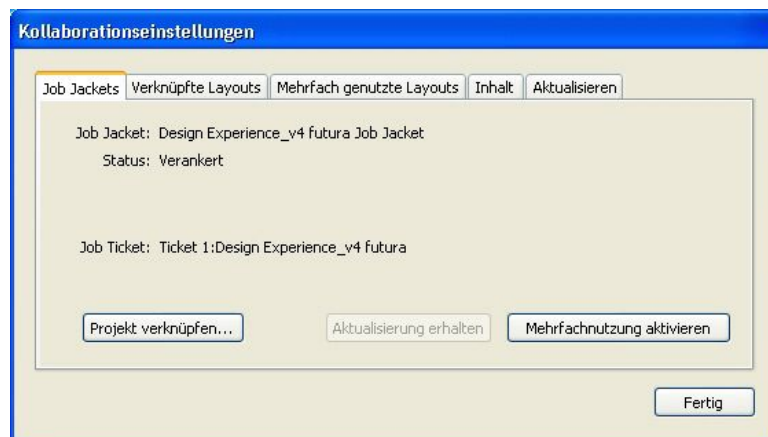 Kollaborationseinstellungen
Job Jackets Verknüpfte Layouts Mehrfach genutzte Layouts Inhalt Aktualisieren
Job Jacket: Design Experience_v4 futura Job Jacket
Status: Verankert
Job Ticket: Ticket 1:Design Experience_v4 futura
Projekt verknüpfen... Aktualisierung erhalten Mehrfachnutzung aktivieren
Fertig